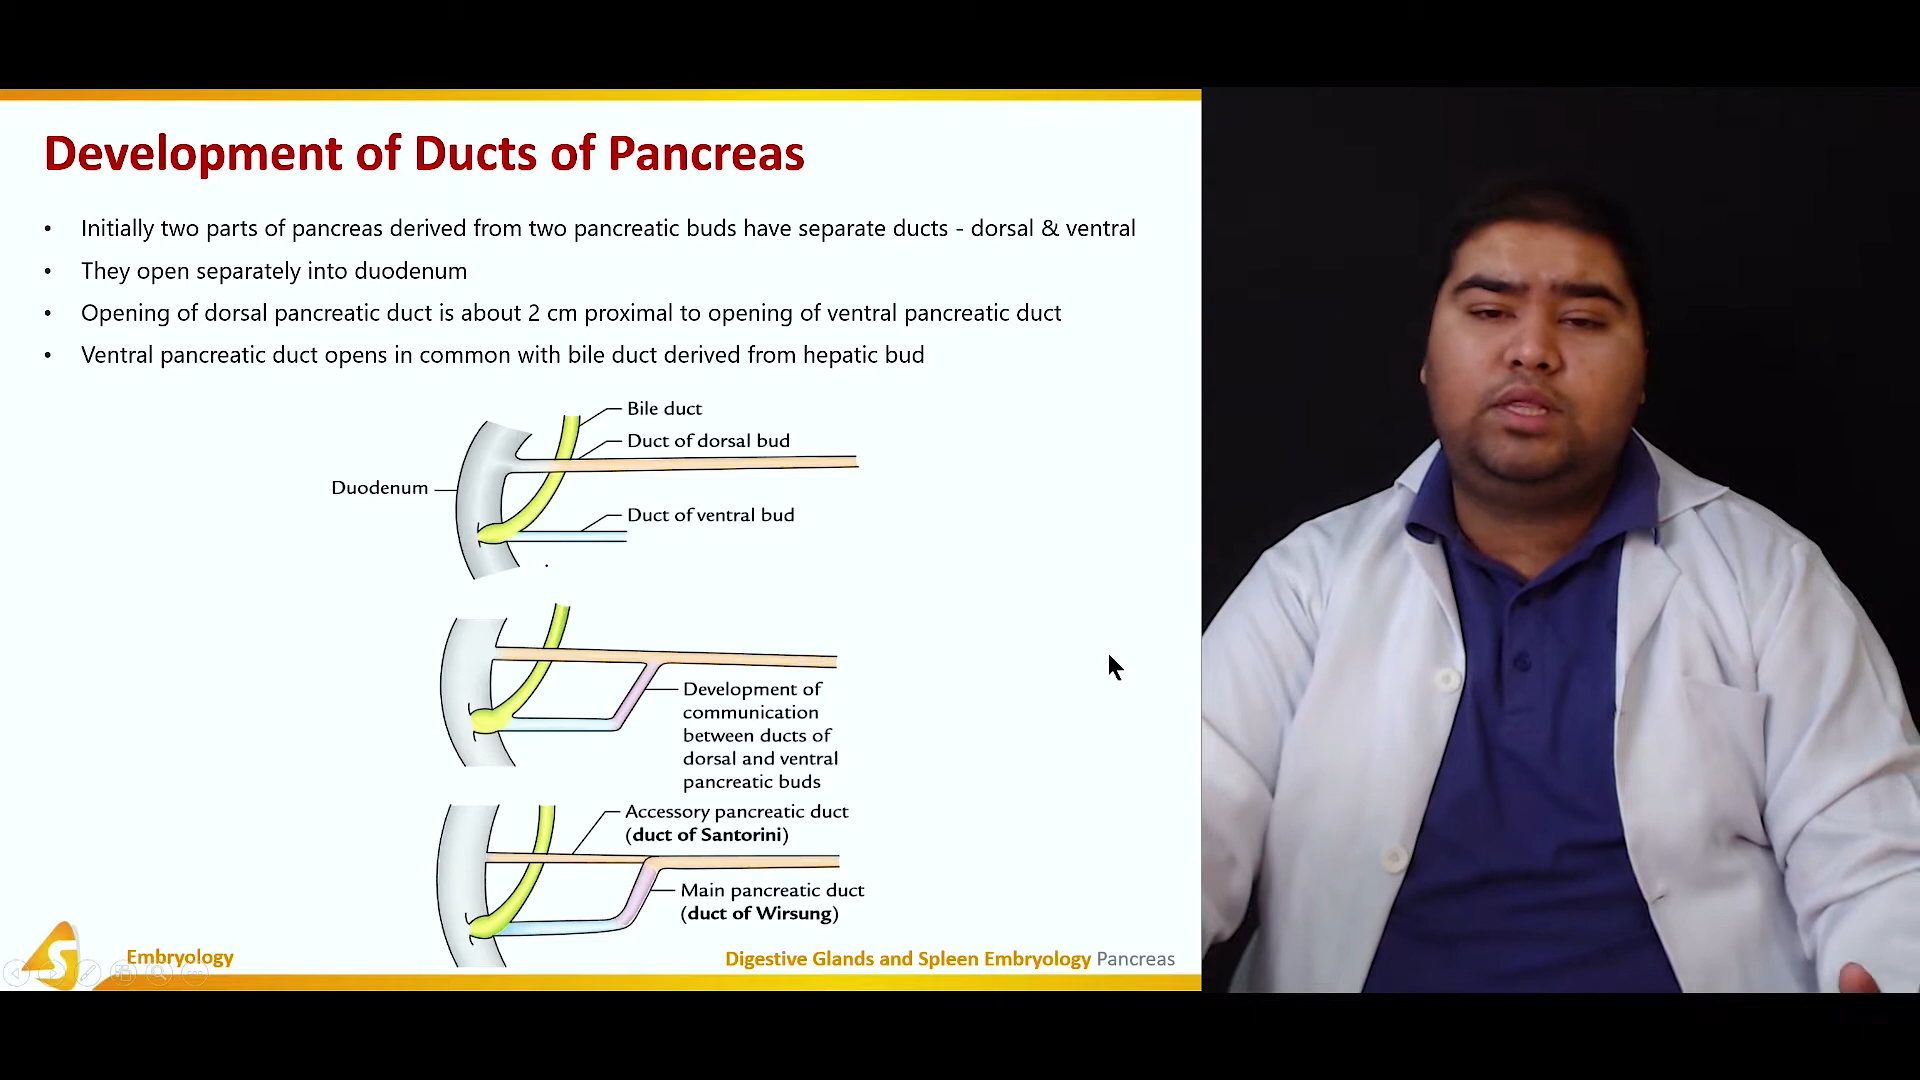 Development of Ducts of Pancreas
• Initially two parts of pancreas derived from two pancreatic buds have separate ducts - dorsal & ventral
• They open separately into duodenum
• Opening of dorsal pancreatic duct is about 2 cm proximal to opening of ventral pancreatic duct
• Ventral pancreatic duct opens in common with bile duct derived from hepatic bud
Bile duct
Duct of dorsal bud
Duodenum
Duct of ventral bud
Development of
communication
between ducts of
dorsal and ventral
pancreatic buds
Accessory pancreatic duct
(duct of Santorini)
Main pancreatic duct
(duct of Wirsung)
S
Embryology
Digestive Glands and Spleen Embryology Pancreas